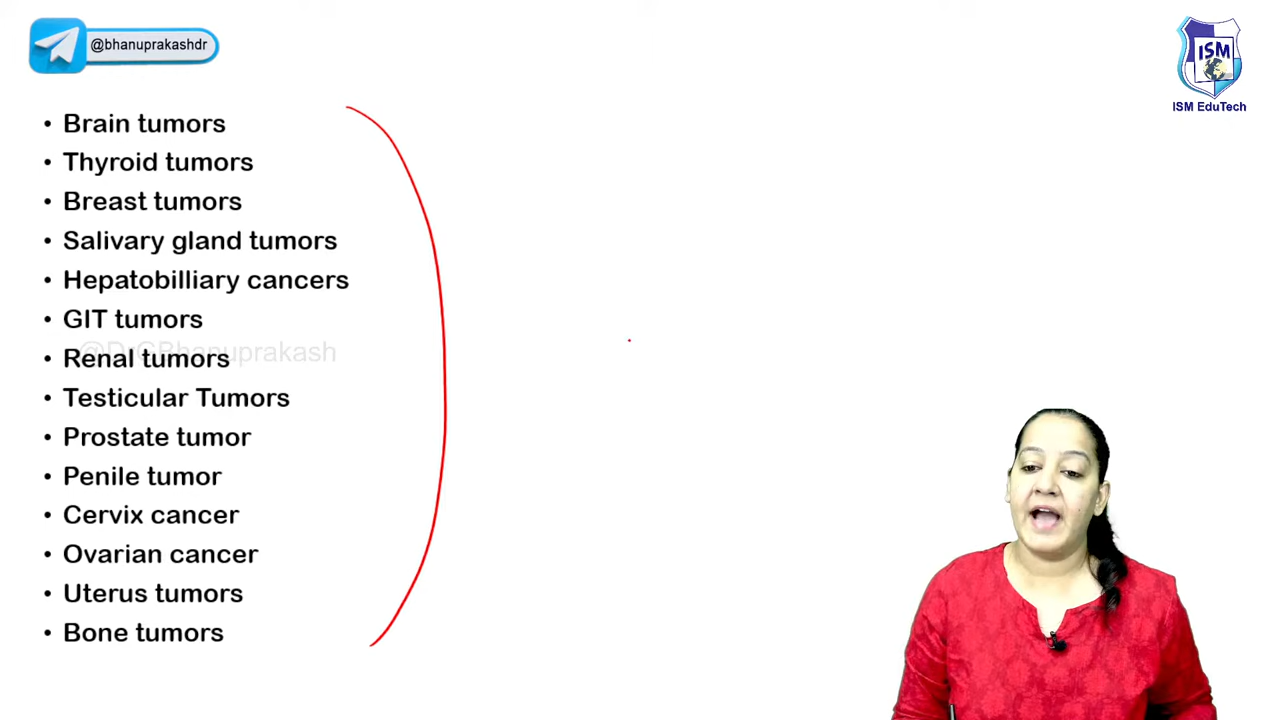 @bhanuprakashdr
ISM
ISM EduTech
• Brain tumors
• Thyroid tumors
• Breast tumors
• Salivary gland tumors
• Hepatobilliary cancers
• GIT tumors
@DrGBhanuprakash
• Renal tumors
• Testicular Tumors
• Prostate tumor
• Penile tumor
• Cervix cancer
• Ovarian cancer
• Uterus tumors
• Bone tumors